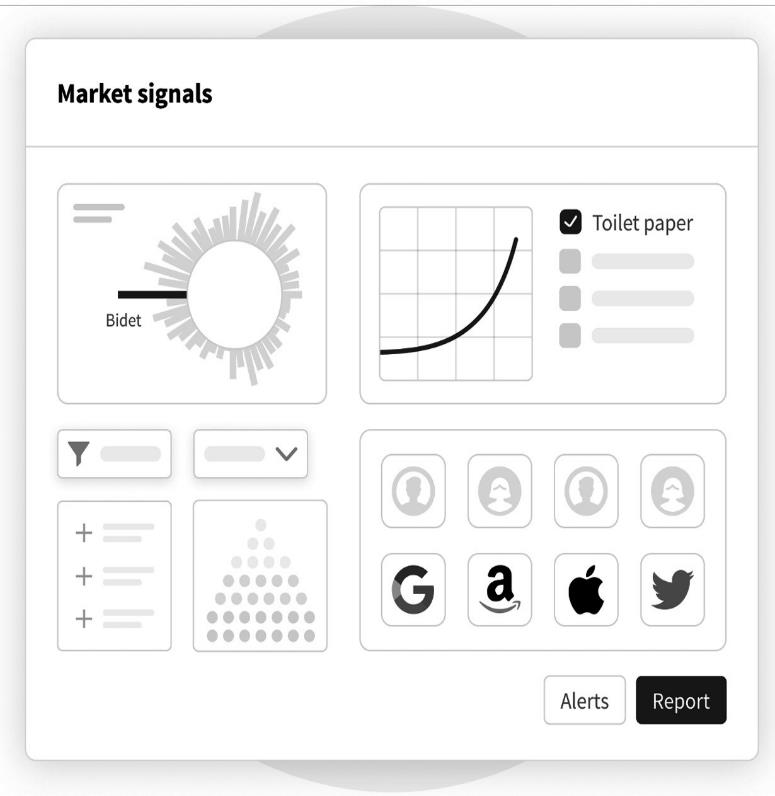 Market signals
Bidet
Toilet paper
Alerts
Report